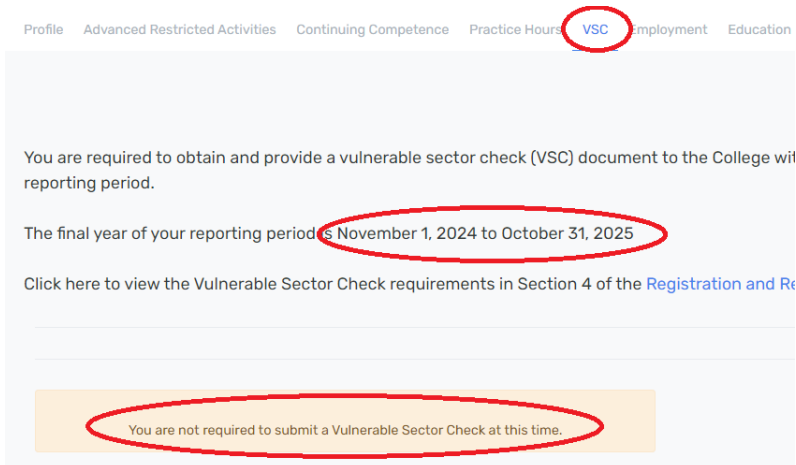 Profile Advanced Restricted Activities Continuing Competence Practice Hours VSC Employment Education
You are required to obtain and provide a vulnerable sector check (VSC) document to the College
reporting period.
The final year of your reporting period is November 1, 2024 to October 31, 2025
Click here to view the Vulnerable Sector Check requirements in Section 4 of the Registration and
You are not required to submit a Vulnerable Sector Check at this time.